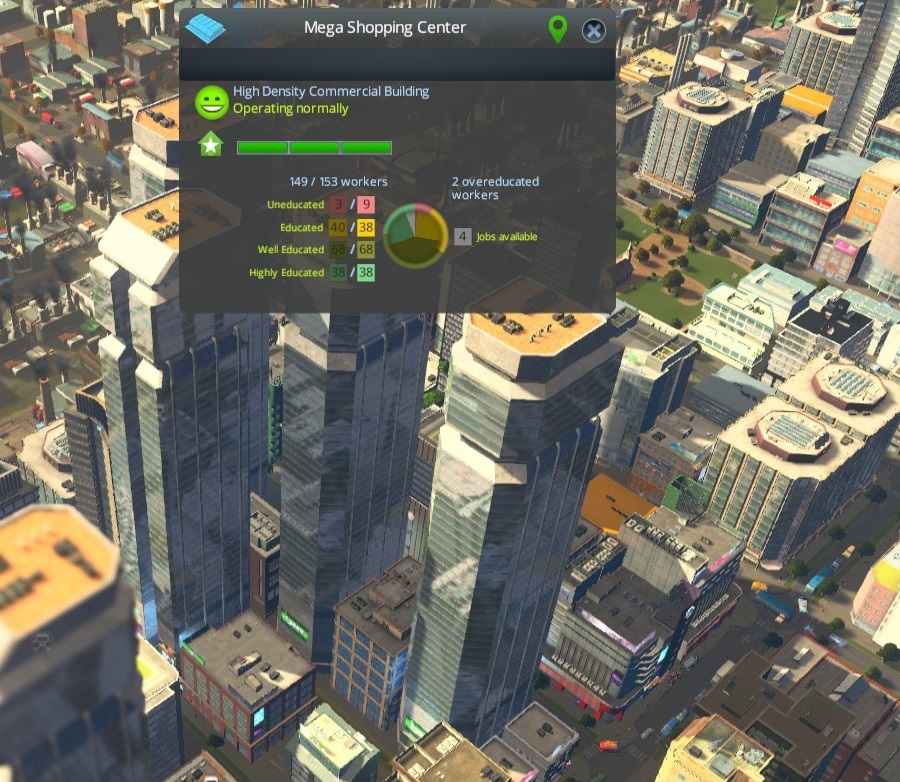 Mega Shopping Center
High Density Commercial Building
Operating normally
149 / 153 workers
2 overeducated
workers
Uneducated 3 / 9
Educated 40 / 38
Well Educated 68 / 68
Highly Educated 38 / 38
4 Jobs available